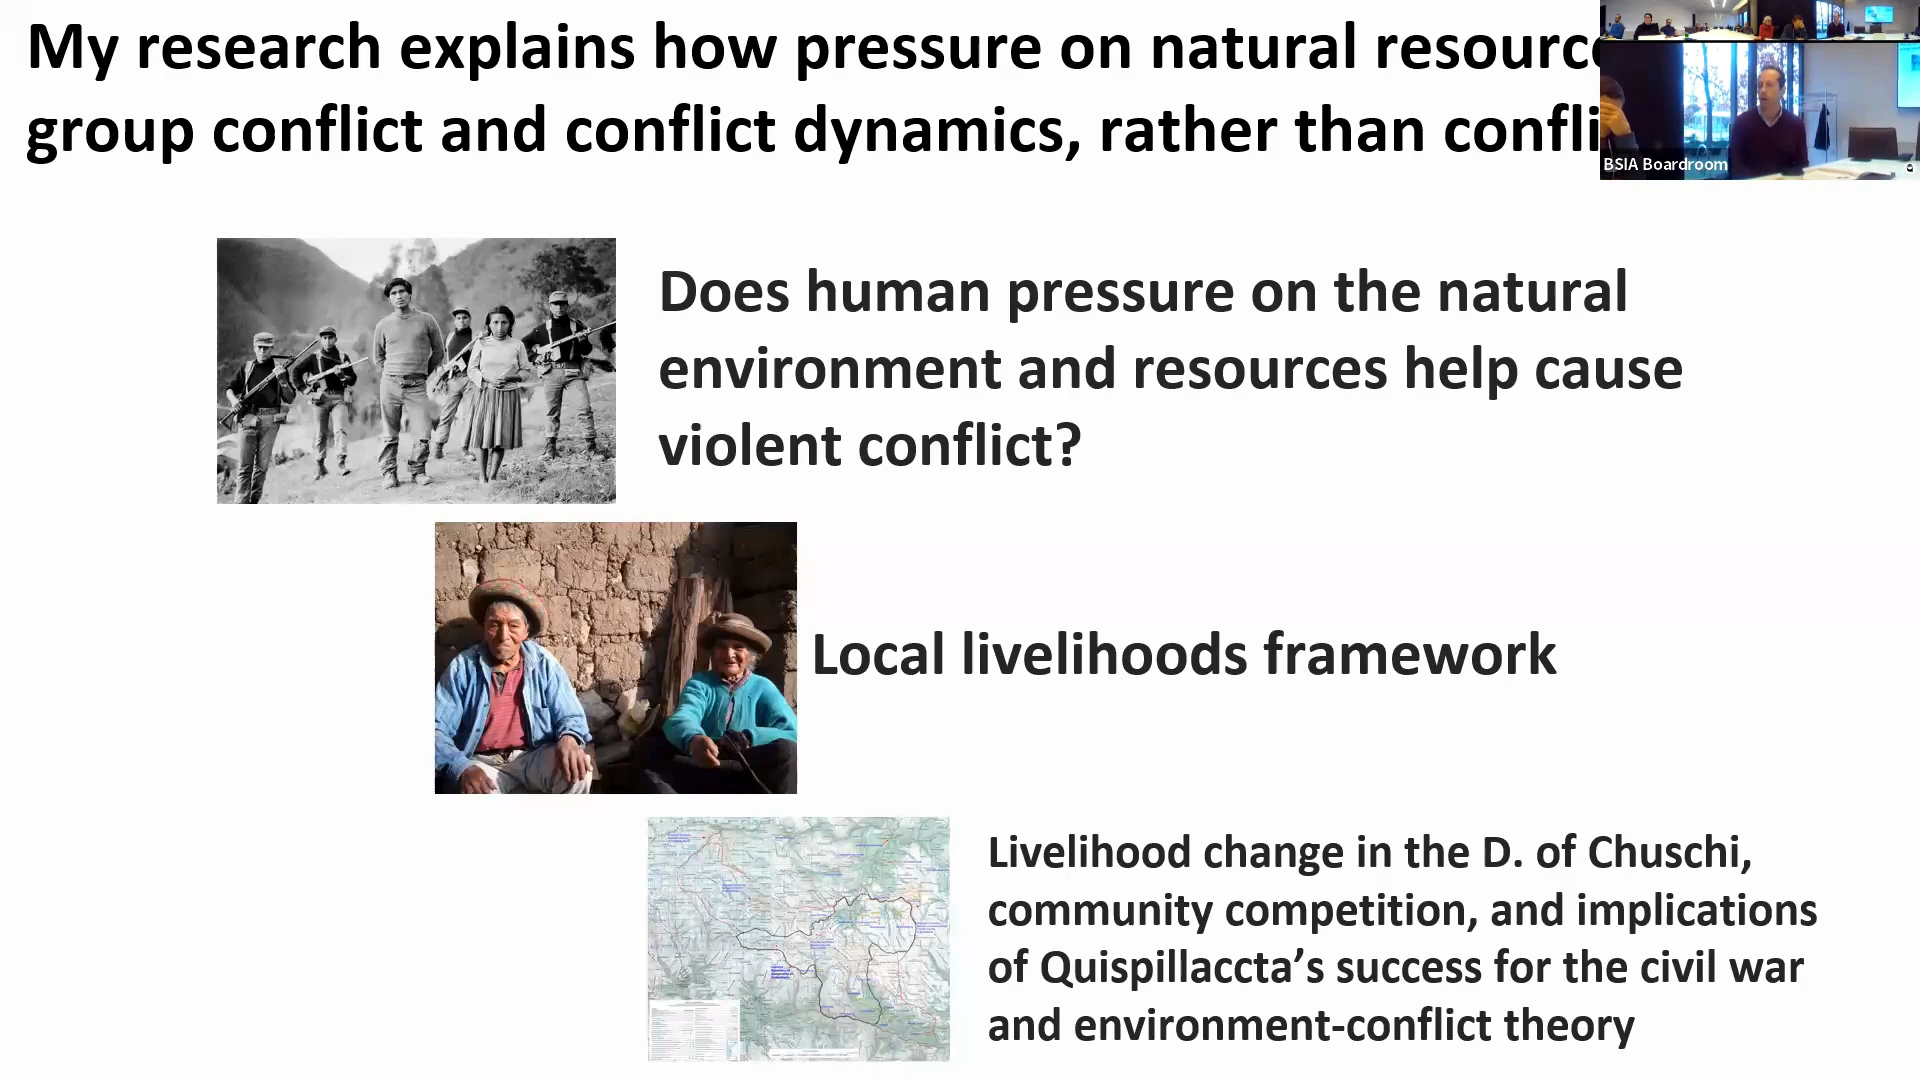 My research explains how pressure on natural
group conflict and conflict dynamics, rather than
BSIA Boardroom
Does human pressure on the natural
environment and resources help cause
violent conflict?
Local livelihoods framework
Livelihood change in the D. of Chuschi,
community competition, and implications
of Quispillaccta’s success for the civil war
and environment-conflict theory